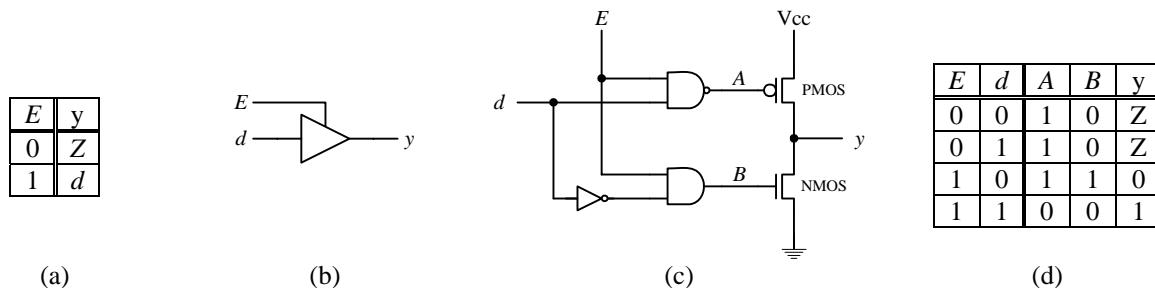 E y
0 Z
1 d
(a)
E
d
y
(b)
E
Vcc
d
A
PMOS
y
B
NMOS
(c)
E d A B y
0 0 1 0 Z
0 1 1 0 Z
1 0 1 1 0
1 1 0 0 1
(d)